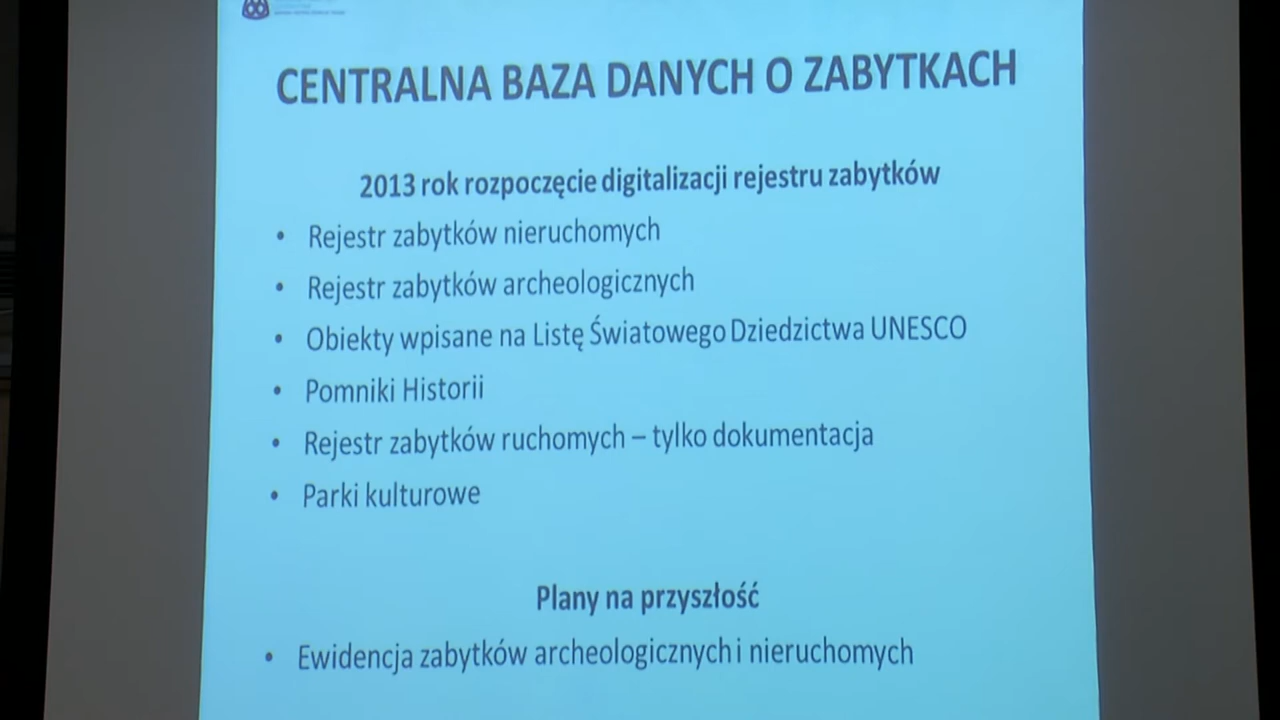 CENTRALNA BAZA DANYCH O ZABYTKACH
2013 rok rozpoczęcie digitalizacji rejestru zabytków
• Rejestr zabytków nieruchomych
• Rejestr zabytków archeologicznych
• Obiekty wpisane na Listę Światowego Dziedzictwa UNESCO
• Pomniki Historii
• Rejestr zabytków ruchomych – tylko dokumentacja
• Parki kulturowe
Plany na przyszłość
• Ewidencja zabytków archeologicznych i nieruchomych